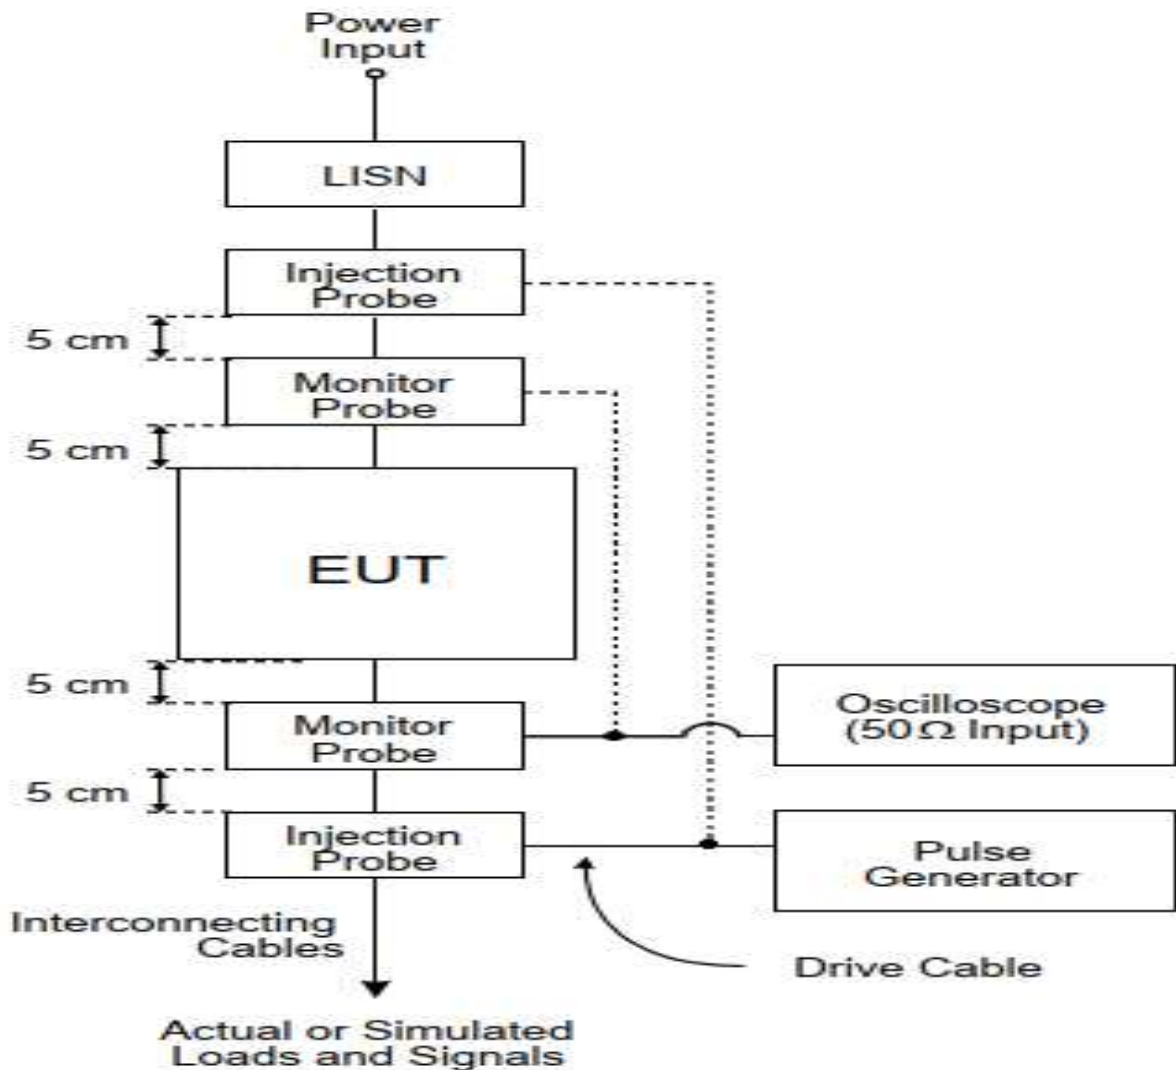 Power
Input
LISN
Injection
Probe
5 cm
Monitor
Probe
5 cm
EUT
5 cm
Monitor
Probe
Oscilloscope
(50 Ω Input)
5 cm
Injection
Probe
Pulse
Generator
Interconnecting
Cables
Drive Cable
Actual or Simulated
Loads and Signals